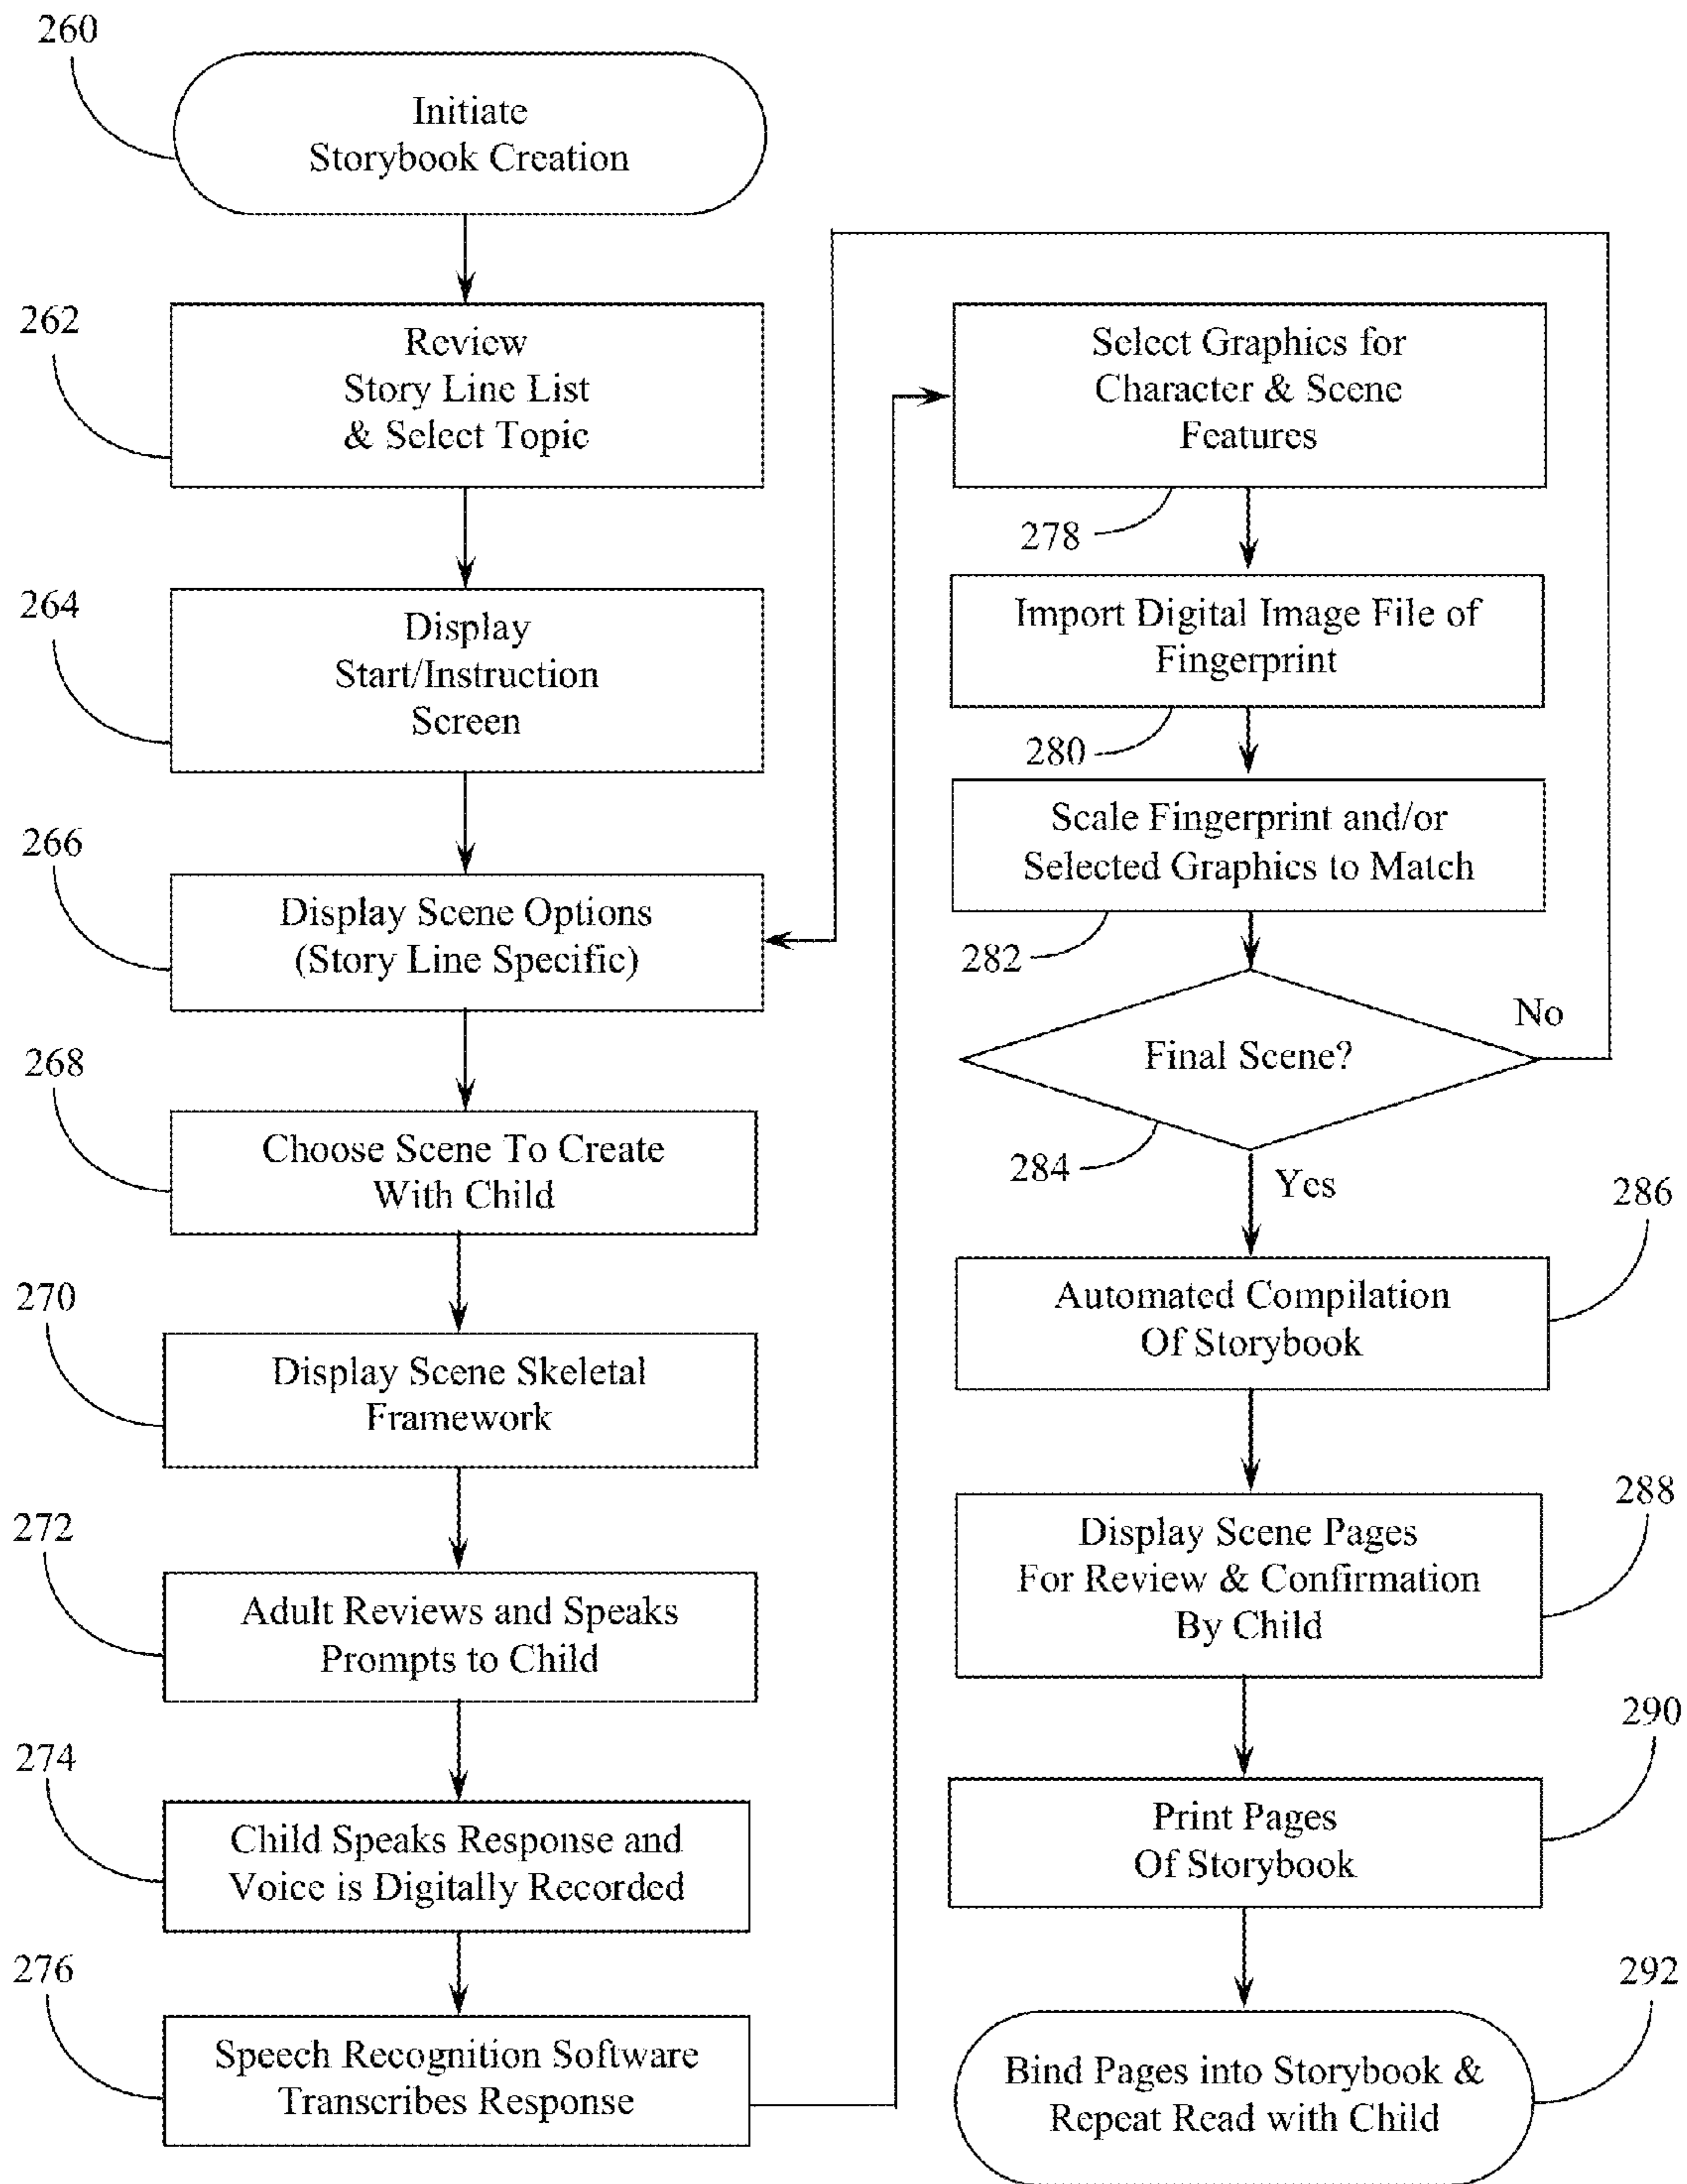 260
Initiate
Storybook Creation
262
Review
Story Line List
& Select Topic
264
Display
Start/Instruction
Screen
266
Display Scene Options
(Story Line Specific)
268
Choose Scene To Create
With Child
270
Display Scene Skeletal
Framework
272
Adult Reviews and Speaks
Prompts to Child
274
Child Speaks Response and
Voice is Digitally Recorded
276
Speech Recognition Software
Transcribes Response
Select Graphics for
Character & Scene
Features
278
Import Digital Image File of
Fingerprint
280
Scale Fingerprint and/or
Selected Graphics to Match
282
Final Scene?
No
284
Yes
286
Automated Compilation
Of Storybook
288
Display Scene Pages
For Review & Confirmation
By Child
290
Print Pages
Of Storybook
292
Bind Pages into Storybook &
Repeat Read with Child